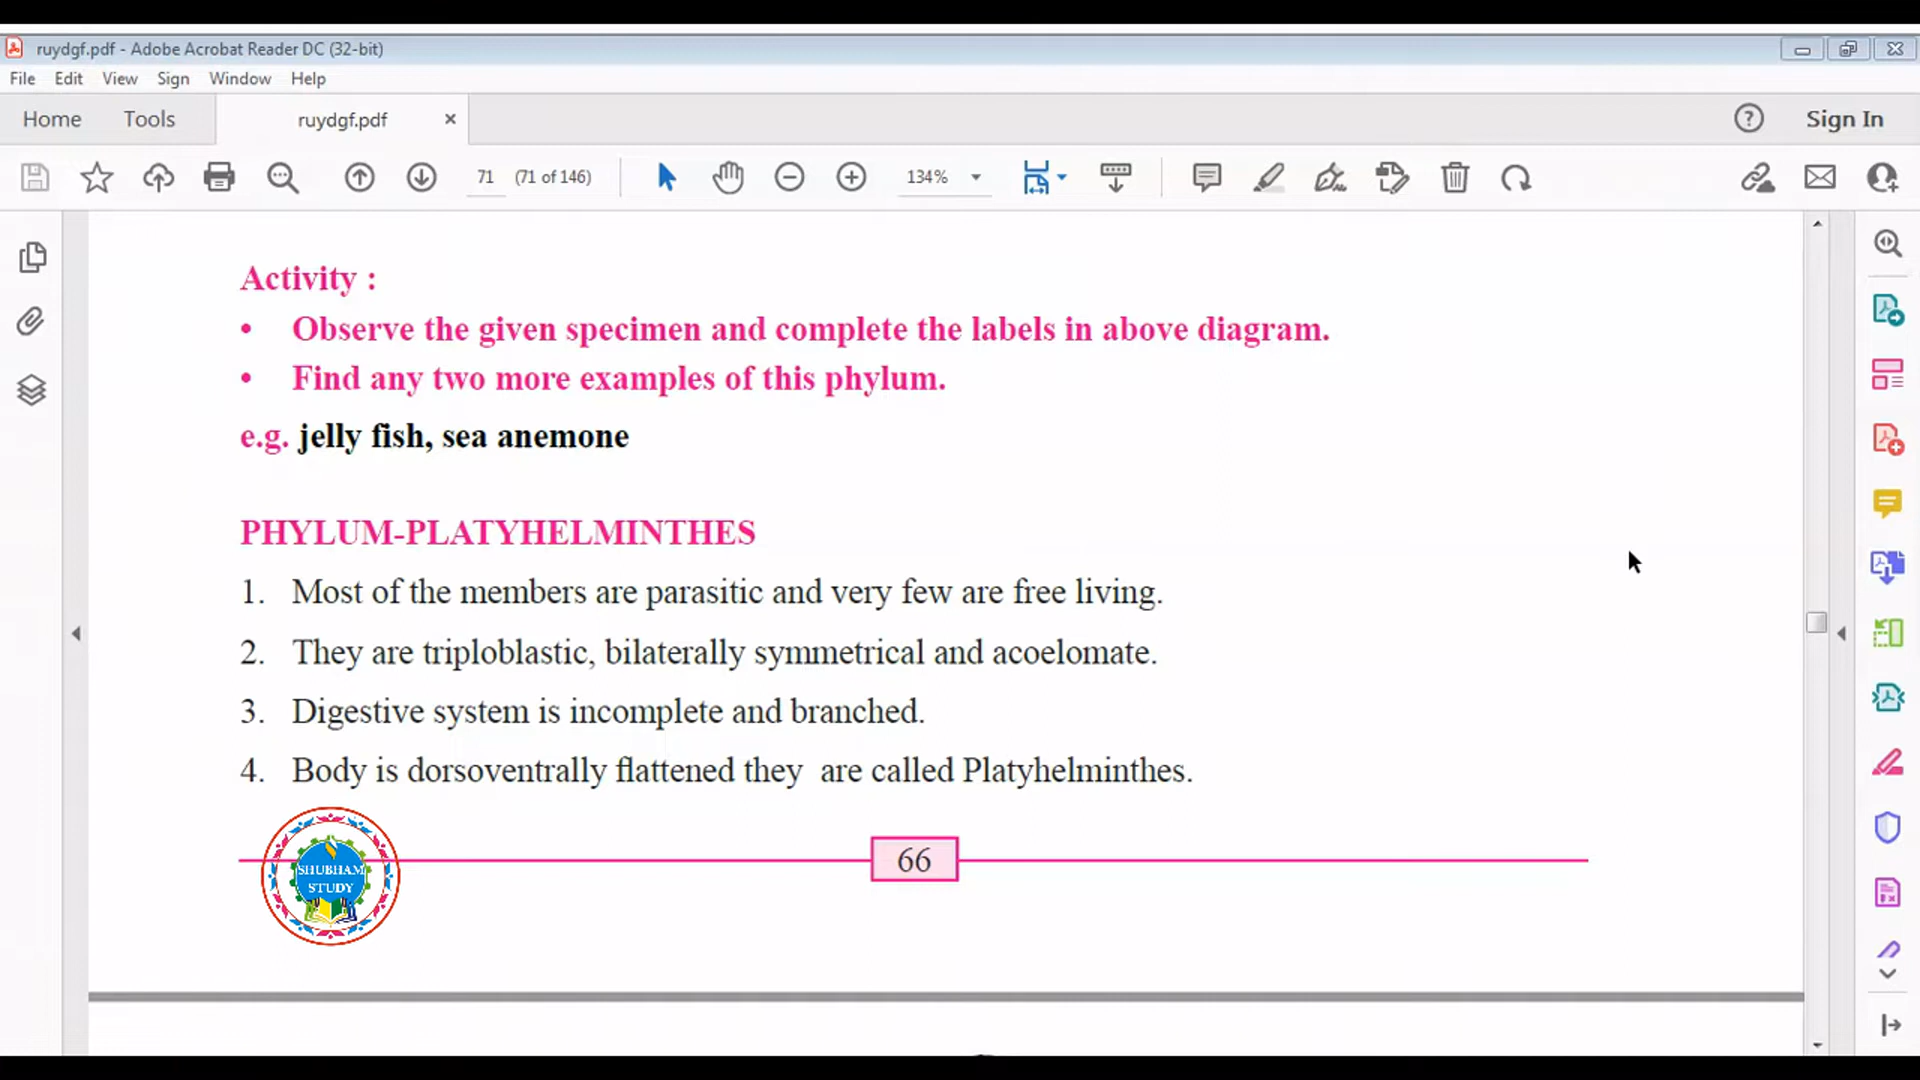 ruydgf.pdf - Adobe Acrobat Reader DC (32-bit)
File Edit View Sign Window Help
Home Tools ruydgf.pdf Sign In
71 (71 of 146) 134%
Activity :
• Observe the given specimen and complete the labels in above diagram.
• Find any two more examples of this phylum.
e.g. jelly fish, sea anemone
PHYLUM-PLATYHELMINTHES
1. Most of the members are parasitic and very few are free living.
2. They are triploblastic, bilaterally symmetrical and acoelomate.
3. Digestive system is incomplete and branched.
4. Body is dorsoventrally flattened they are called Platyhelminthes.
SHUBHAM
STUDY
66